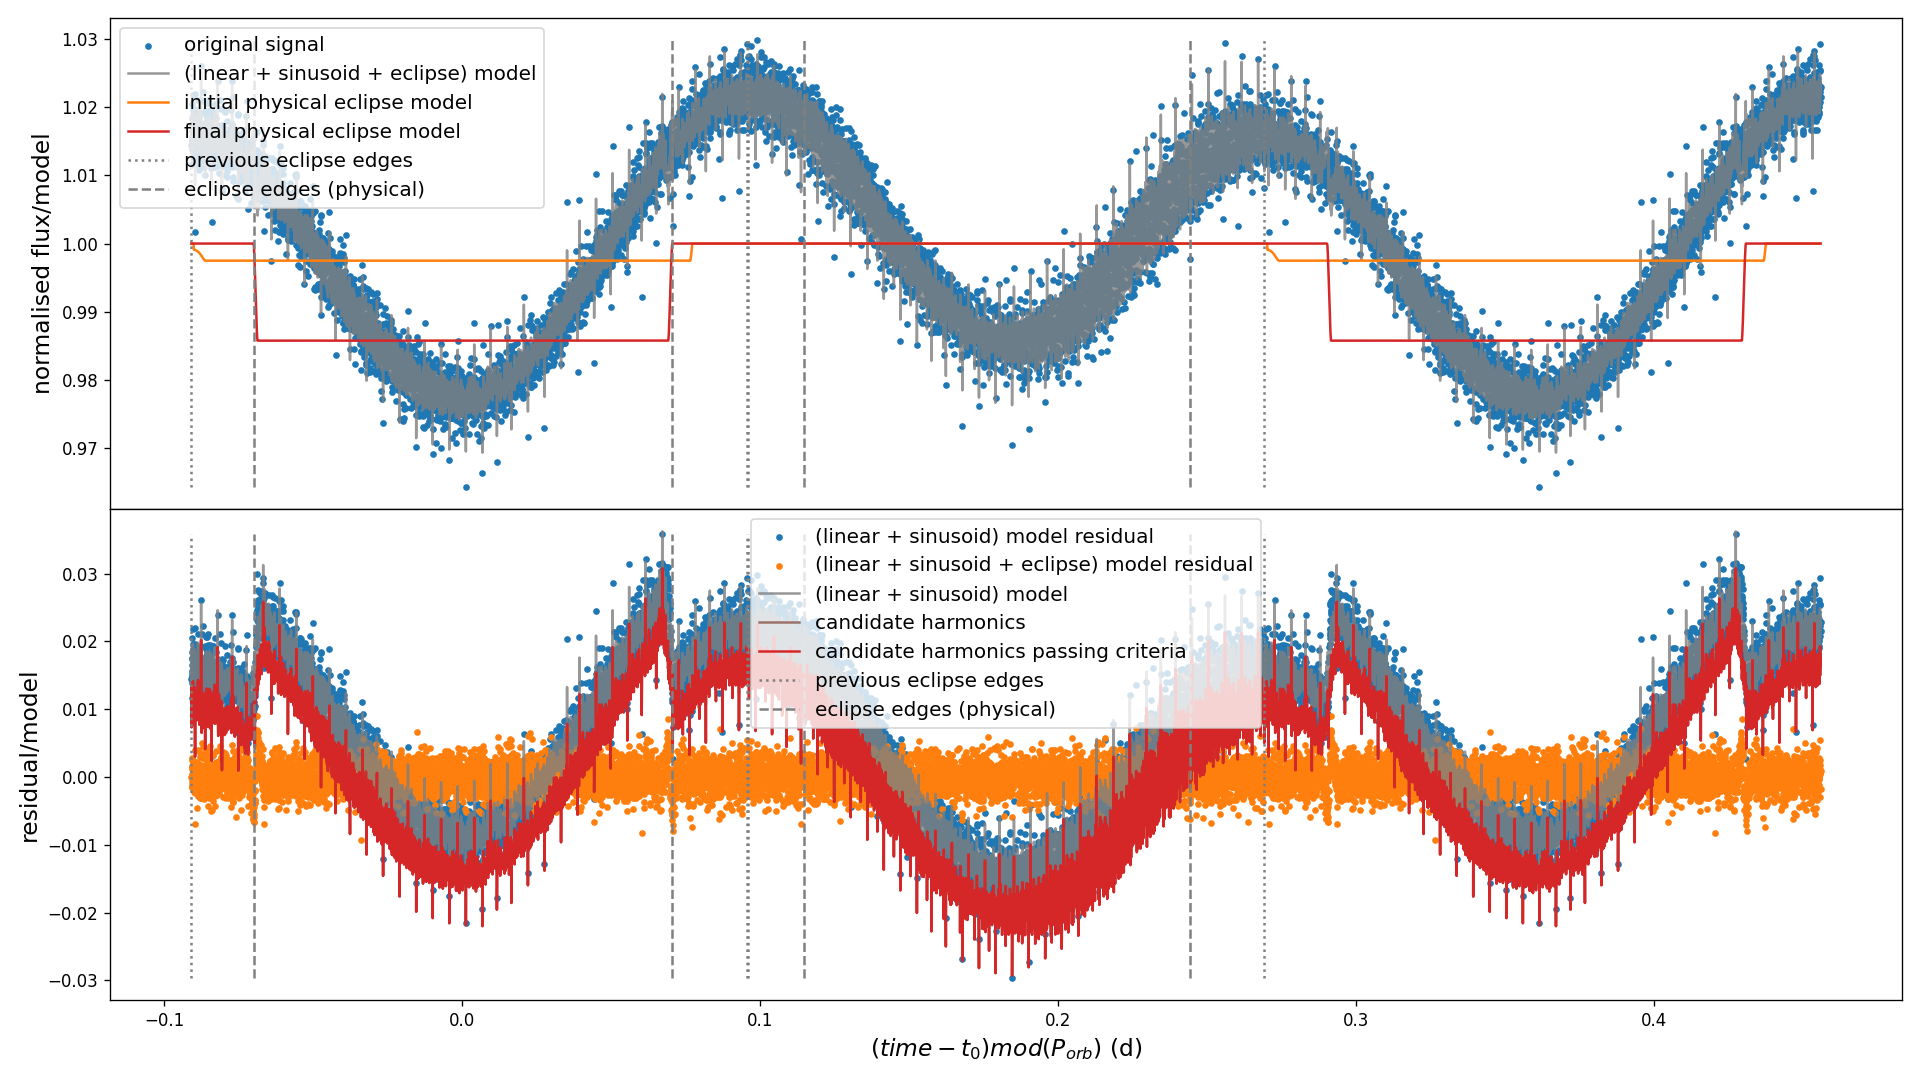 normalised flux/model
1.03
1.02
1.01
1.00
0.99
0.98
0.97
original signal
(linear + sinusoid + eclipse) model
initial physical eclipse model
final physical eclipse model
previous eclipse edges
eclipse edges (physical)
residual/model
0.03
0.02
0.01
0.00
−0.01
−0.02
−0.03
(linear + sinusoid) model residual
(linear + sinusoid + eclipse) model residual
(linear + sinusoid) model
candidate harmonics
candidate harmonics passing criteria
previous eclipse edges
eclipse edges (physical)
−0.1 0.0 0.1 0.2 0.3 0.4
(time − t₀)mod(P_orb) (d)